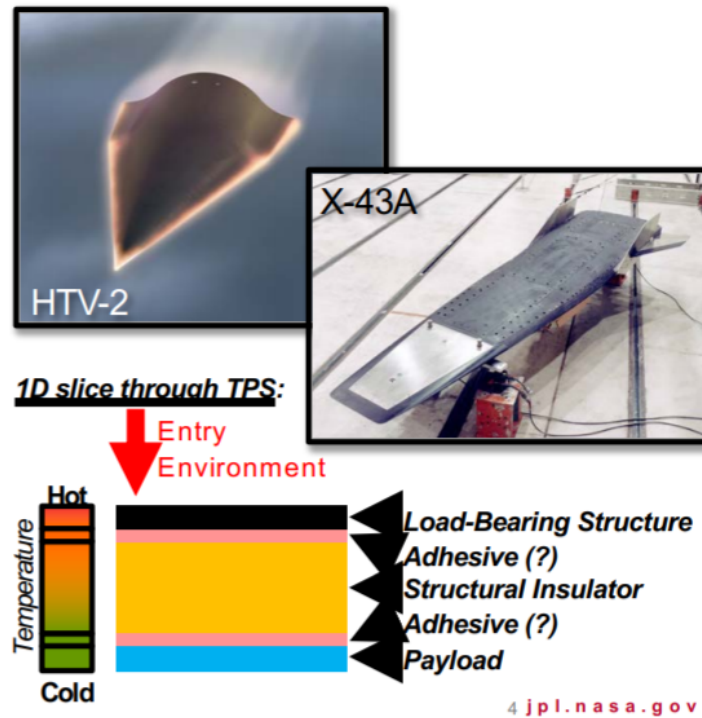 HTV-2
X-43A
1D slice through TPS:
Entry
Environment
Hot
Temperature
Cold
Load-Bearing Structure
Adhesive (?)
Structural Insulator
Adhesive (?)
Payload
4 jpl.nasa.gov